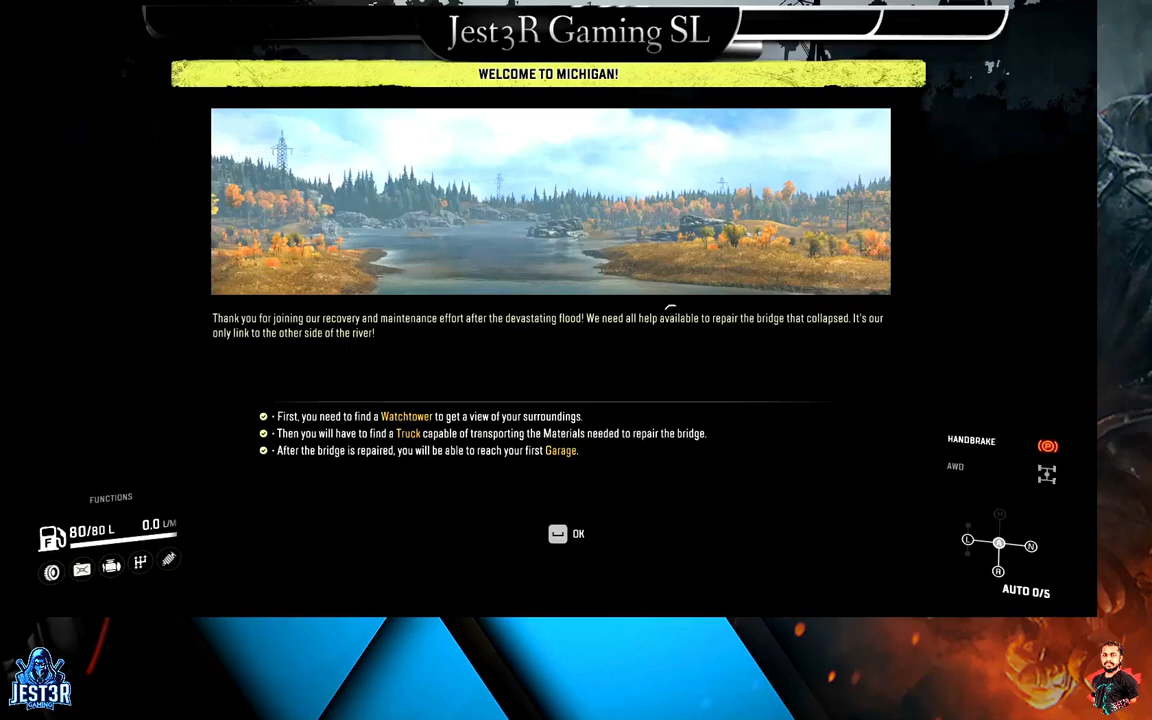 Jest3R Gaming SL
WELCOME TO MICHIGAN!
Thank you for joining our recovery and maintenance effort after the devastating flood! We need all help available to repair the bridge that collapsed. It's our
only link to the other side of the river!
- First, you need to find a Watchtower to get a view of your surroundings.
- Then you will have to find a Truck capable of transporting the Materials needed to repair the bridge.
- After the bridge is repaired, you will be able to reach your first Garage.
HANDBRAKE
AWD
FUNCTIONS
F
80/80 L 0.0 L/M
OK
H
L A N
R
AUTO 0/5
JEST3R
GAMING